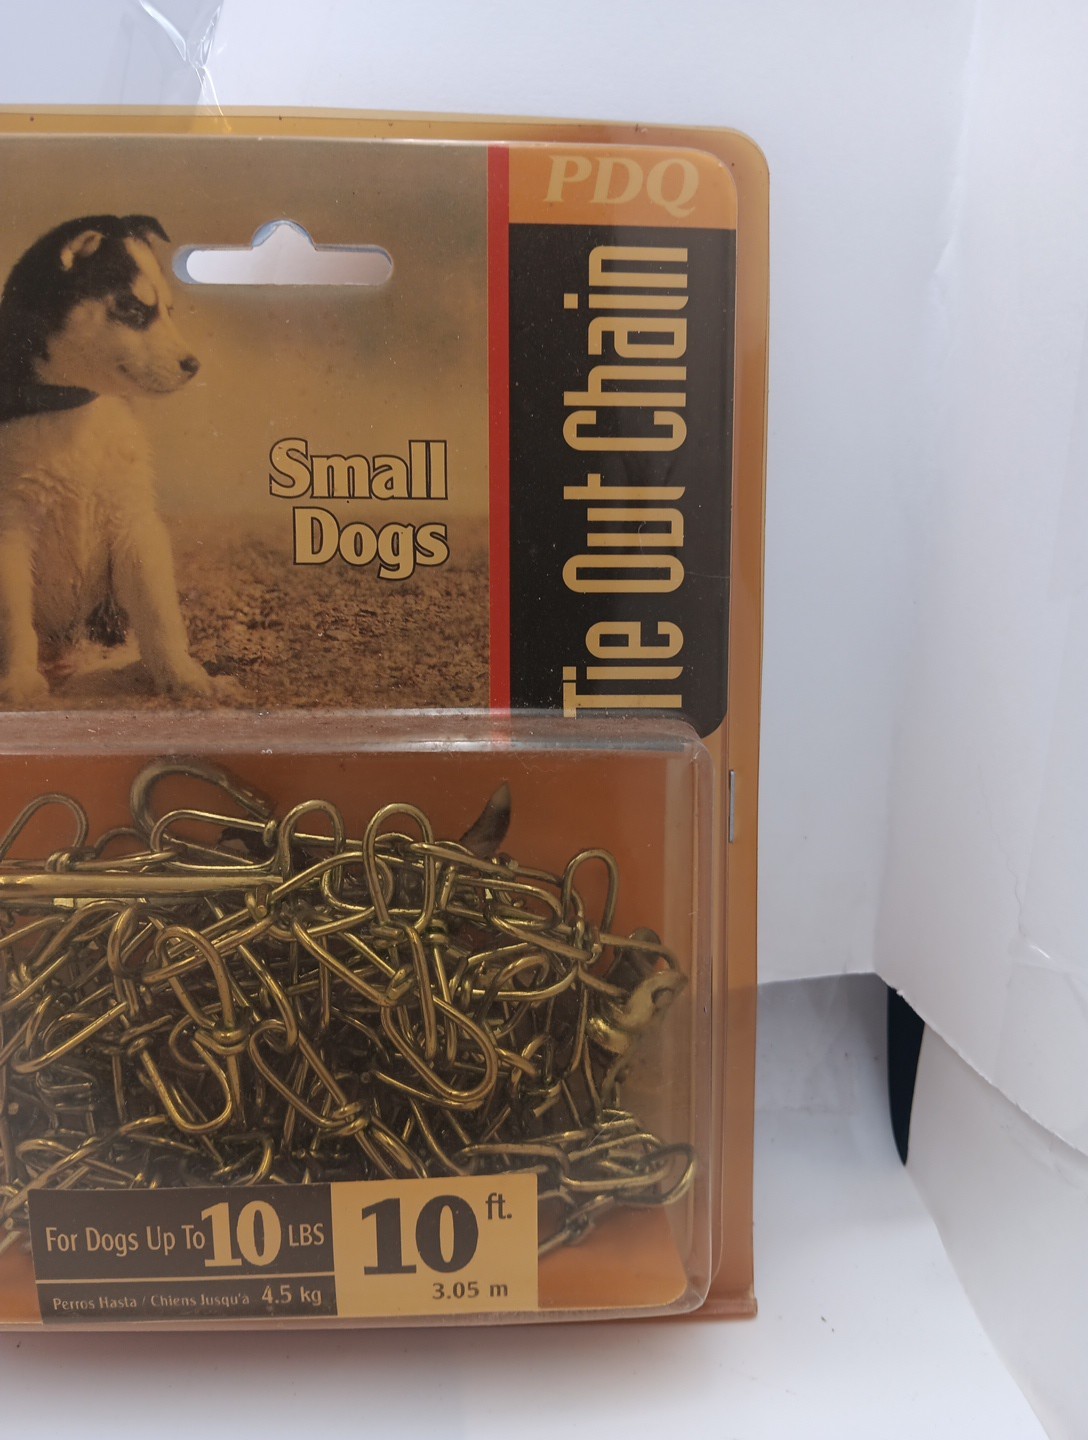 PDQ
Tie Out Chain
Small
Dogs
For Dogs Up To 10 LBS
Perros Hasta / Chiens Jusqu'à 4.5 kg
10 ft.
3.05 m